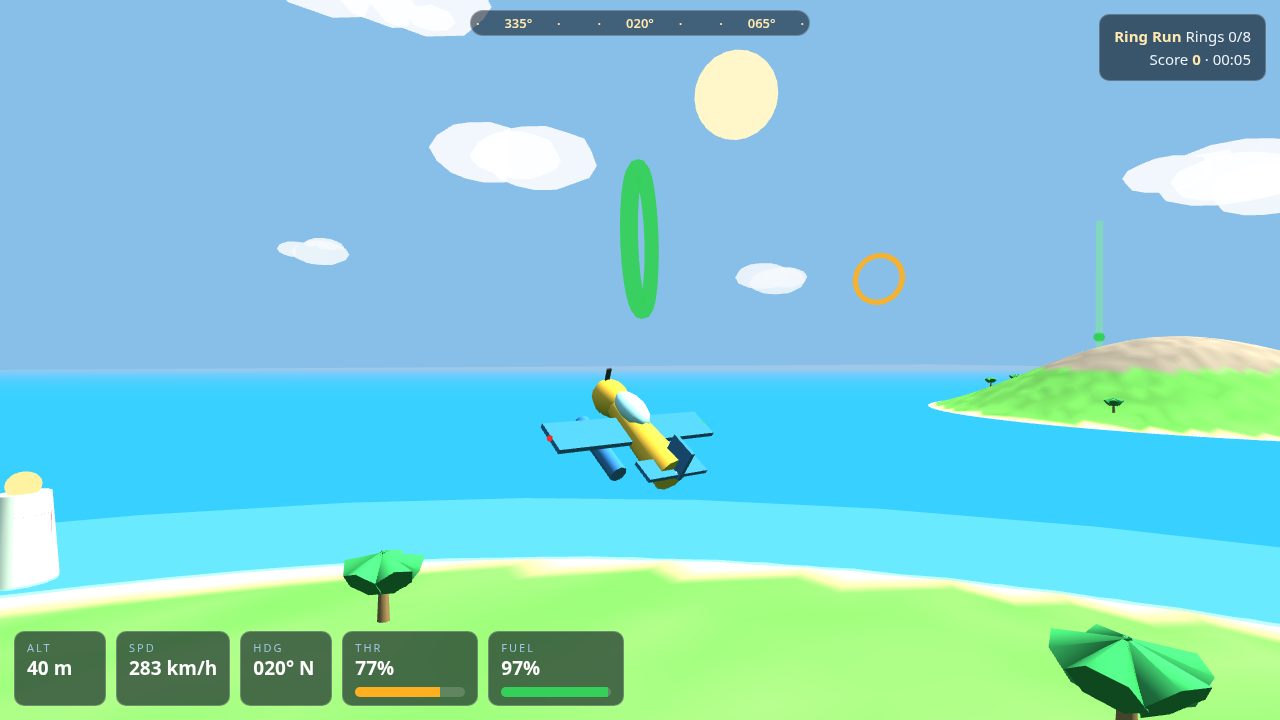 · 335° · · 020° · · 065° ·
Ring Run Rings 0/8
Score 0 · 00:05
ALT
40 m
SPD
283 km/h
HDG
020° N
THR
77%
FUEL
97%